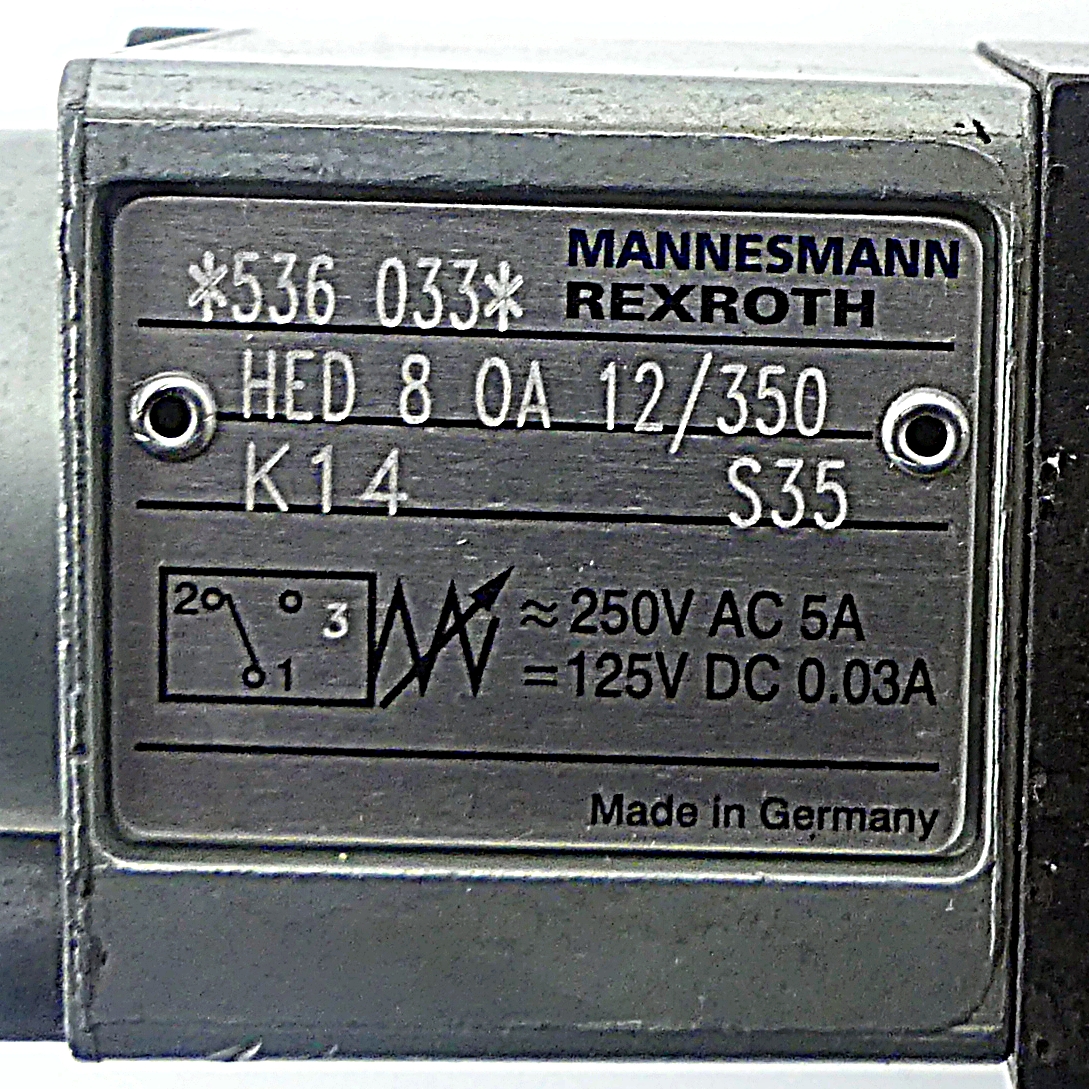 *536 033* MANNESMANN
REXROTH
HED 8 OA 12/350
K14 S35
2 3 ≈ 250V AC 5A
1 = 125V DC 0.03A
Made in Germany